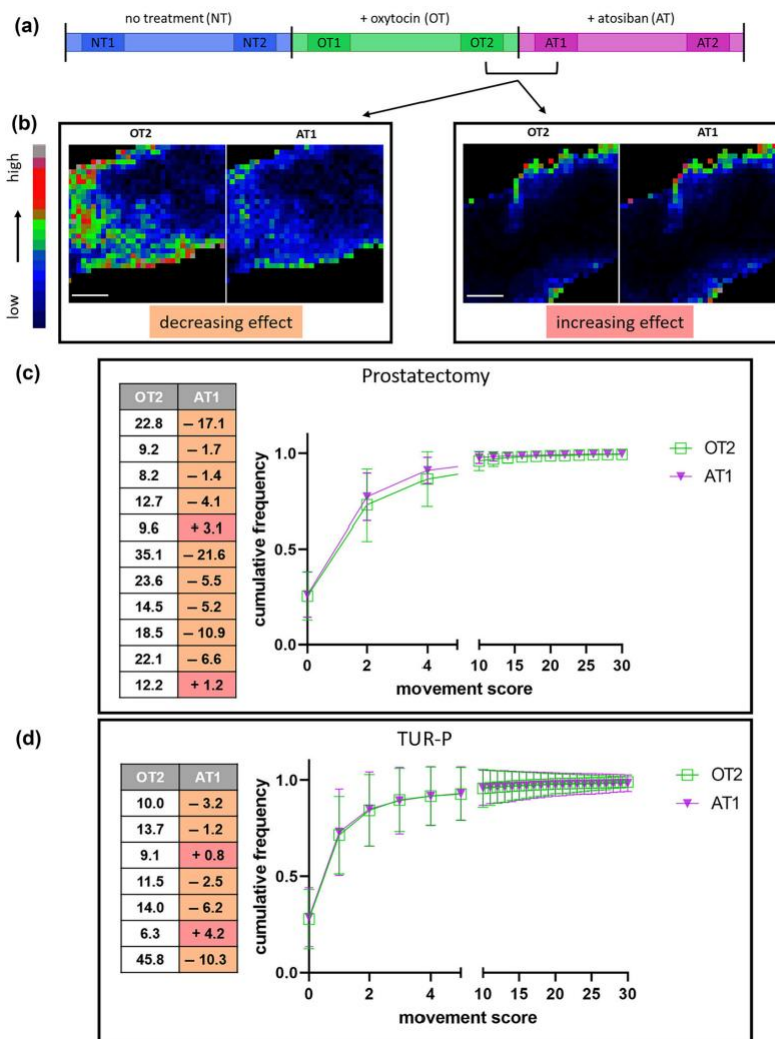 (a)
no treatment (NT) + oxytocin (OT) + atosiban (AT)
NT1 NT2 OT1 OT2 AT1 AT2
(b)
high
low
OT2 AT1
decreasing effect
OT2 AT1
increasing effect
(c)
Prostatectomy
OT2 AT1
22.8 – 17.1
9.2 – 1.7
8.2 – 1.4
12.7 – 4.1
9.6 + 3.1
35.1 – 21.6
23.6 – 5.5
14.5 – 5.2
18.5 – 10.9
22.1 – 6.6
12.2 + 1.2
cumulative frequency
1.0
0.5
0.0
0 2 4 10 15 20 25 30
movement score
OT2
AT1
(d)
TUR-P
OT2 AT1
10.0 – 3.2
13.7 – 1.2
9.1 + 0.8
11.5 – 2.5
14.0 – 6.2
6.3 + 4.2
45.8 – 10.3
cumulative frequency
1.0
0.5
0.0
0 2 4 10 15 20 25 30
movement score
OT2
AT1